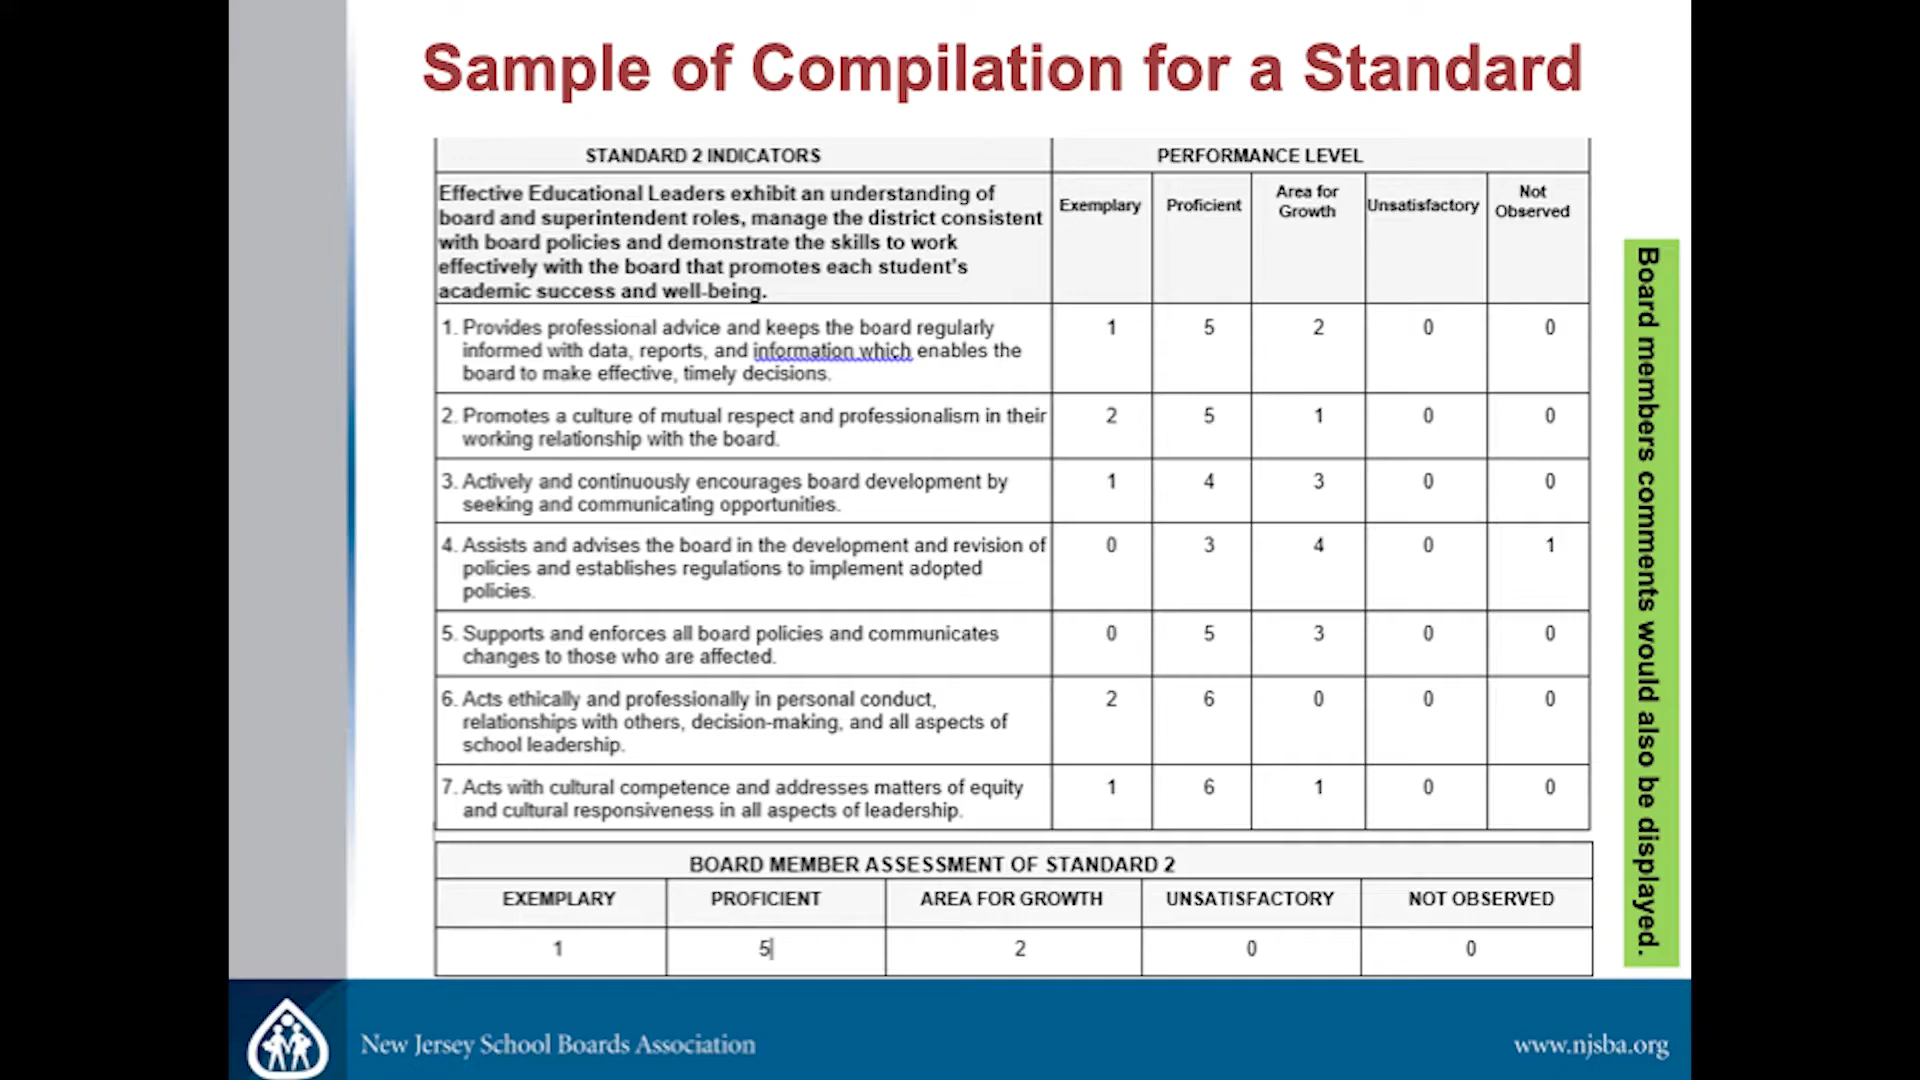 Sample of Compilation for a Standard
STANDARD 2 INDICATORS
PERFORMANCE LEVEL
Effective Educational Leaders exhibit an understanding of
board and superintendent roles, manage the district consistent
with board policies and demonstrate the skills to work
effectively with the board that promotes each student's
academic success and well-being.
Exemplary
Proficient
Area for
Growth
Unsatisfactory
Not
Observed
1. Provides professional advice and keeps the board regularly
informed with data, reports, and information which enables the
board to make effective, timely decisions.
1 5 2 0 0
2. Promotes a culture of mutual respect and professionalism in their
working relationship with the board.
2 5 1 0 0
3. Actively and continuously encourages board development by
seeking and communicating opportunities.
1 4 3 0 0
4. Assists and advises the board in the development and revision of
policies and establishes regulations to implement adopted
policies.
0 3 4 0 1
5. Supports and enforces all board policies and communicates
changes to those who are affected.
0 5 3 0 0
6. Acts ethically and professionally in personal conduct,
relationships with others, decision-making, and all aspects of
school leadership.
2 6 0 0 0
7. Acts with cultural competence and addresses matters of equity
and cultural responsiveness in all aspects of leadership.
1 6 1 0 0
BOARD MEMBER ASSESSMENT OF STANDARD 2
EXEMPLARY PROFICIENT AREA FOR GROWTH UNSATISFACTORY NOT OBSERVED
1 5 2 0 0
Board members comments would also be displayed.
New Jersey School Boards Association
www.njsba.org